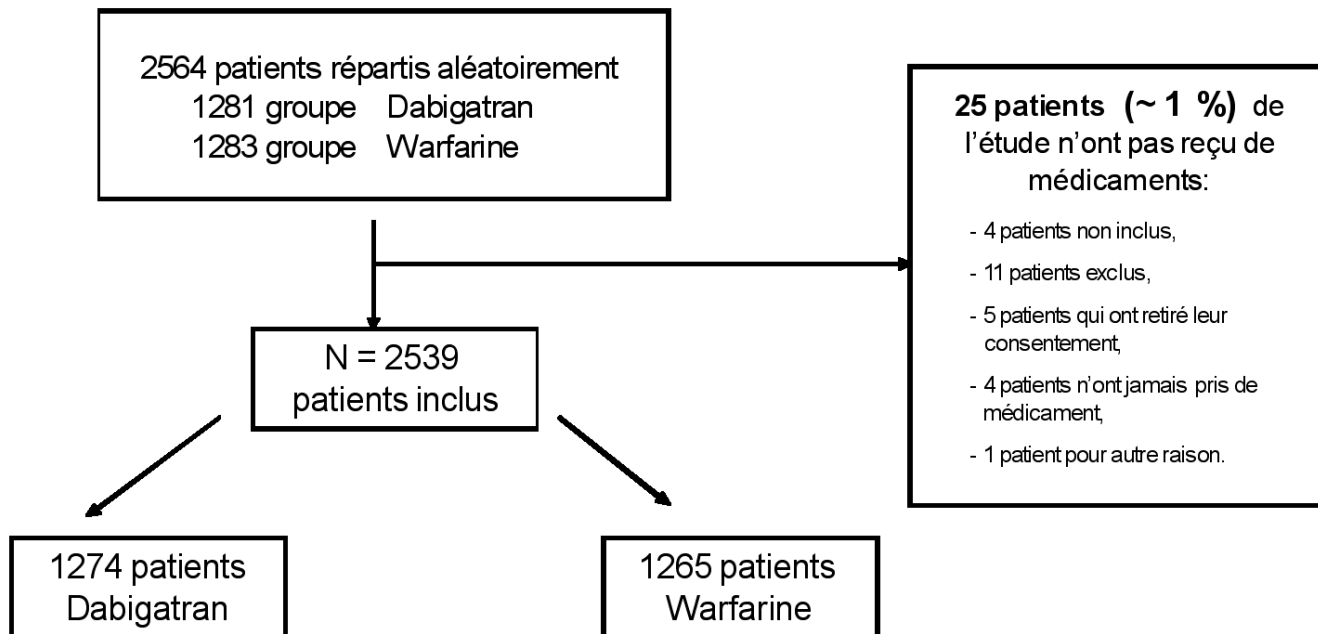 2564 patients répartis aléatoirement
1281 groupe Dabigatran
1283 groupe Warfarine
25 patients (~ 1 %) de
l'étude n'ont pas reçu de
médicaments:
- 4 patients non inclus,
- 11 patients exclus,
- 5 patients qui ont retiré leur
consentement,
- 4 patients n'ont jamais pris de
médicament,
- 1 patient pour autre raison.
N = 2539
patients inclus
1274 patients
Dabigatran
1265 patients
Warfarine